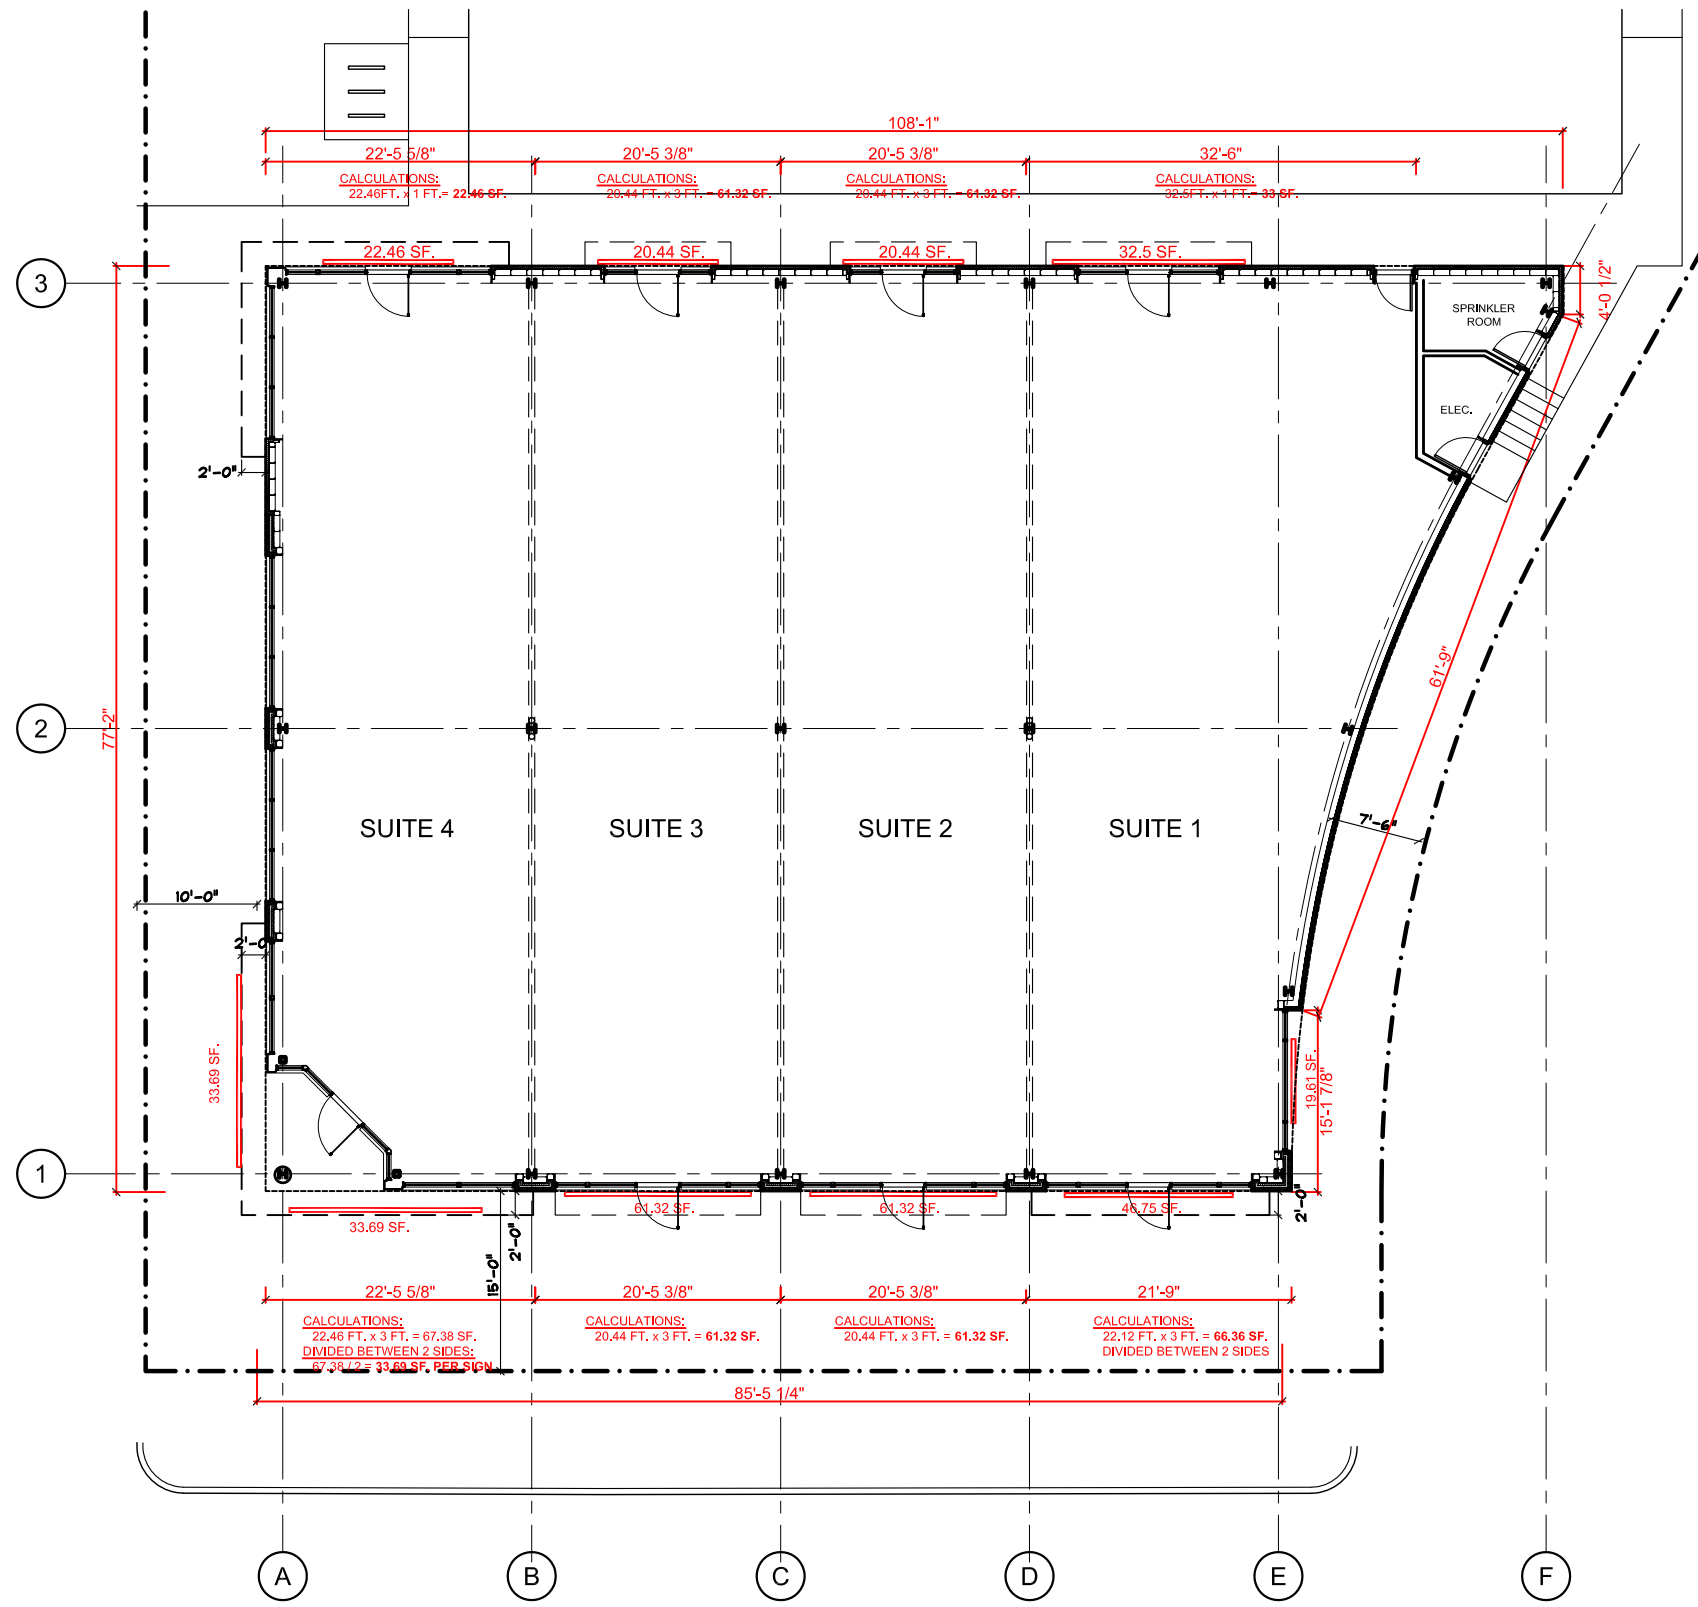 108'-1"
22'-5 5/8"
20'-5 3/8"
20'-5 3/8"
32'-6"
CALCULATIONS:
22.46FT. x 1 FT.= 22.46 SF.
CALCULATIONS:
20.44 FT. x 3 FT. = 61.32 SF.
CALCULATIONS:
20.44 FT. x 3 FT. = 61.32 SF.
CALCULATIONS:
32.5FT. x 1 FT.= 33 SF.
22.46 SF.
20.44 SF.
20.44 SF.
32.5 SF.
3
4'-0 1/2"
SPRINKLER
ROOM
ELEC.
2'-0"
61'-9"
77'-2"
2
SUITE 4
SUITE 3
SUITE 2
SUITE 1
7'-6"
10'-0"
2'-0"
33.69 SF.
19.61 SF.
15'-1 7/8"
1
33.69 SF.
61.32 SF.
61.32 SF.
46.75 SF.
2'-0"
2'-0"
15'-0"
22'-5 5/8"
20'-5 3/8"
20'-5 3/8"
21'-9"
CALCULATIONS:
22.46 FT. x 3 FT. = 67.38 SF.
DIVIDED BETWEEN 2 SIDES:
67.38 / 2 = 33.69 SF. PER SIGN
CALCULATIONS:
20.44 FT. x 3 FT. = 61.32 SF.
CALCULATIONS:
20.44 FT. x 3 FT. = 61.32 SF.
CALCULATIONS:
22.12 FT. x 3 FT. = 66.36 SF.
DIVIDED BETWEEN 2 SIDES
85'-5 1/4"
A
B
C
D
E
F